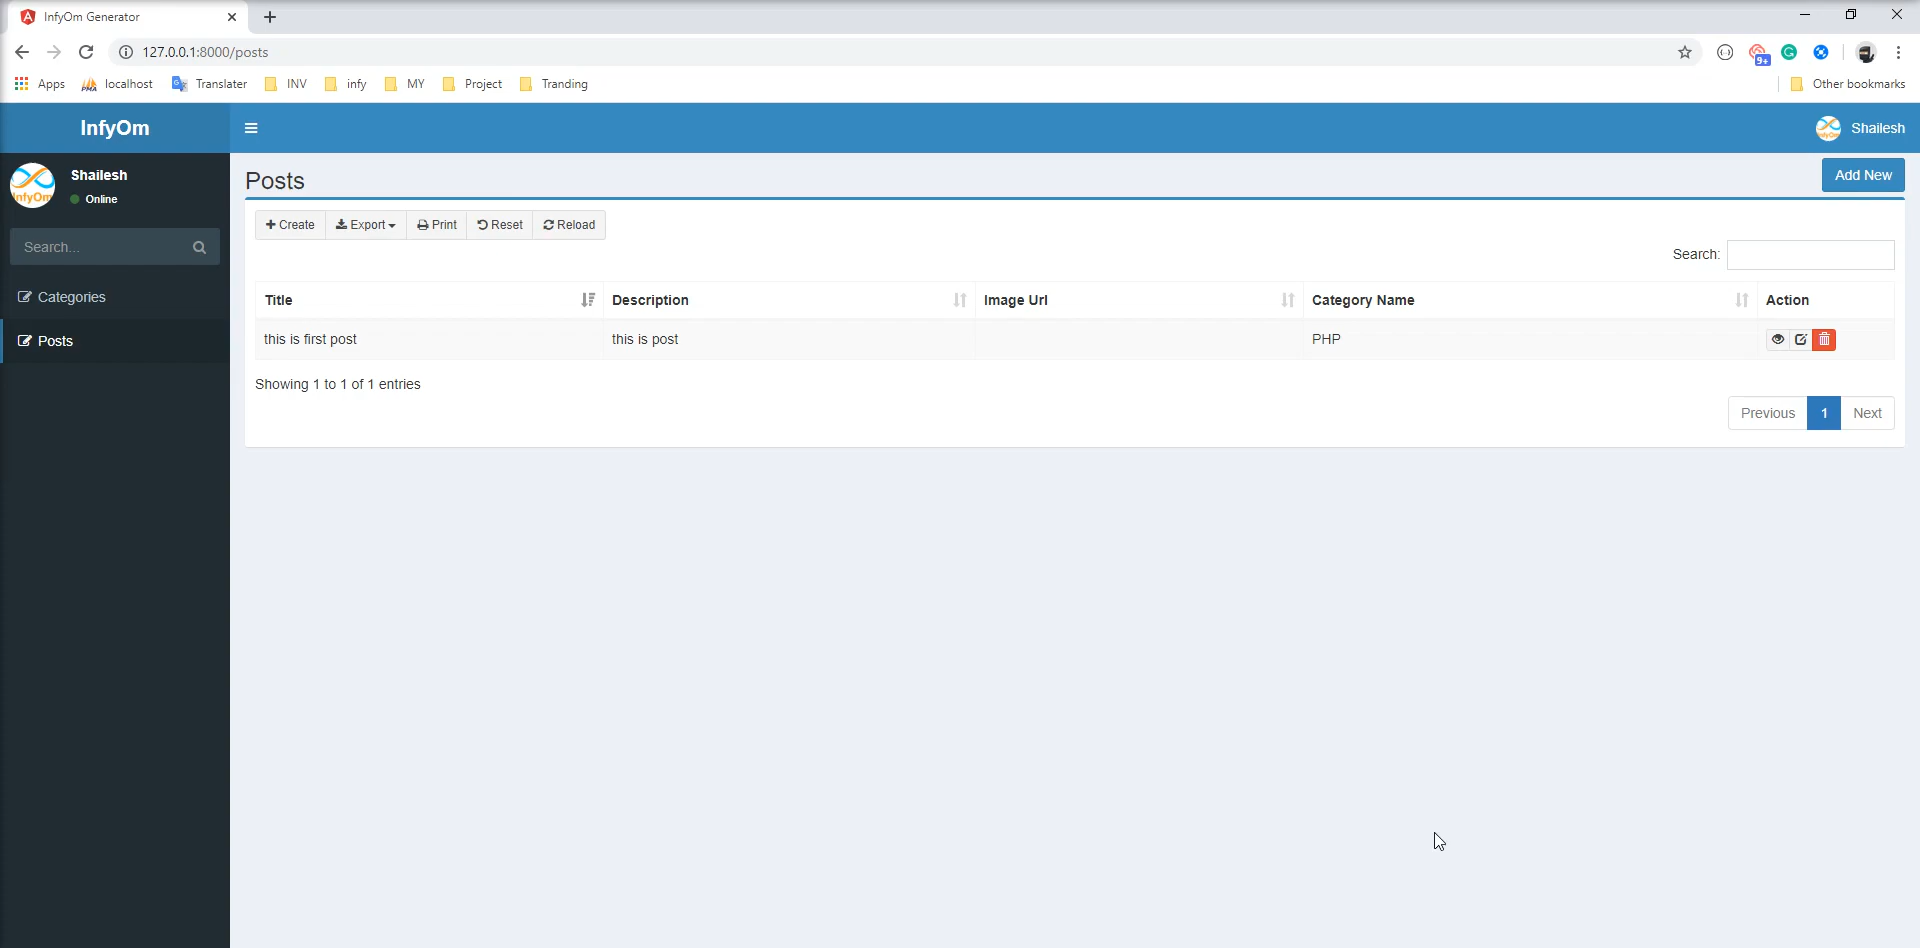 InfyOm Generator
127.0.0.1:8000/posts
9+
Apps PMA localhost Translater INV infy MY Project Tranding Other bookmarks
InfyOm Shailesh
Shailesh
Online
Posts Add New
Create Export Print Reset Reload
Search...
Search:
Categories
Title Description Image Url Category Name Action
this is first post this is post PHP
Posts
Showing 1 to 1 of 1 entries
Previous 1 Next